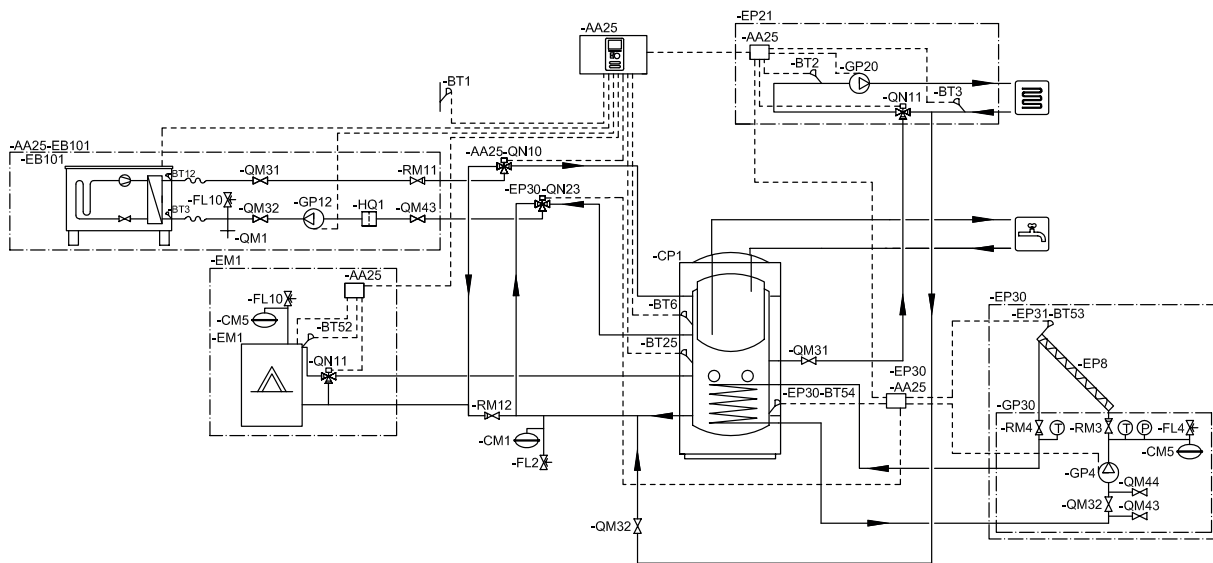 -EP21
-AA25
-AA25
-BT2
-GP20
-BT1
-QN11
-BT3
-AA25-EB101
-EB101
-AA25-QN10
-BT12
-QM31
-RM11
-FL10
-EP30-QN23
-BT3
-QM32
-GP12
-HQ1
-QM43
-QM1
-EM1
-AA25
-CP1
-FL10
-EP30
-CM5
-BT52
-BT6
-EP31-BT53
-EM1
-QN11
-BT25
-QM31
-EP8
-EP30
-AA25
-EP30-BT54
-GP30
-RM12
-RM4
T
-RM3
T
P
-FL4
-CM1
-CM5
-FL2
-GP4
-QM44
-QM32
-QM43
-QM32